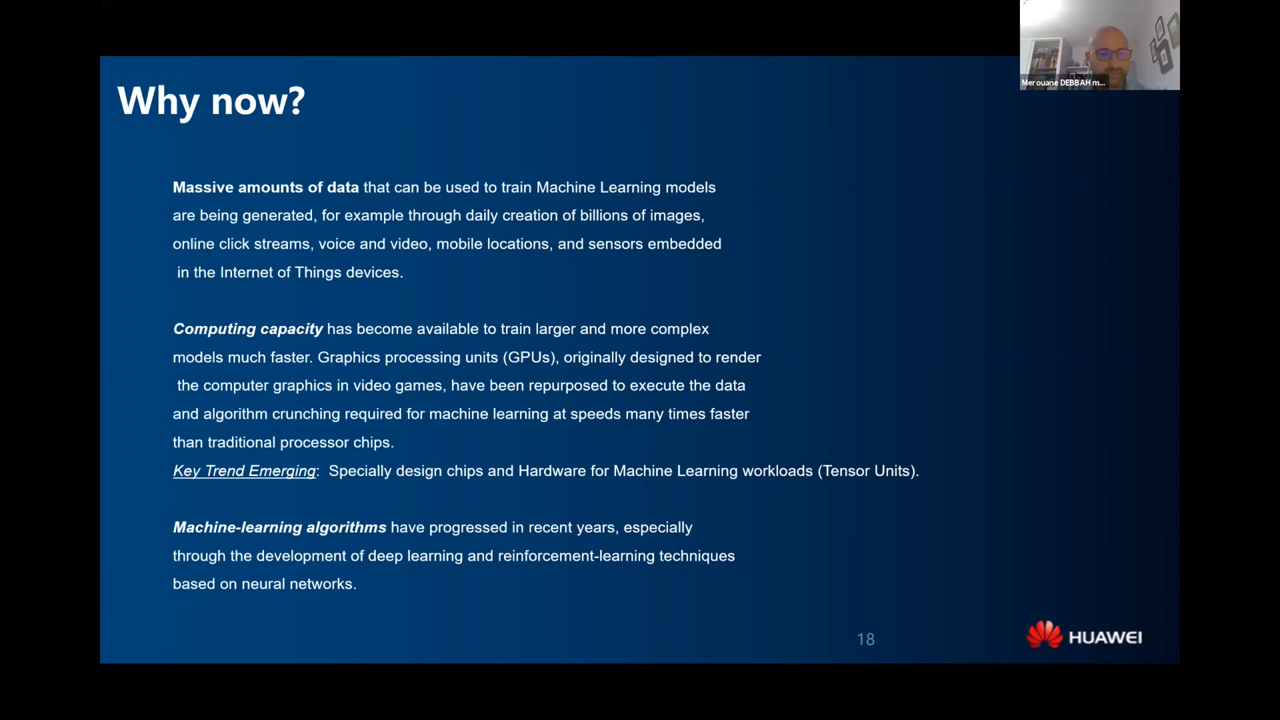 Merouane DEBBAH m...
Why now?
Massive amounts of data that can be used to train Machine Learning models
are being generated, for example through daily creation of billions of images,
online click streams, voice and video, mobile locations, and sensors embedded
in the Internet of Things devices.
Computing capacity has become available to train larger and more complex
models much faster. Graphics processing units (GPUs), originally designed to render
the computer graphics in video games, have been repurposed to execute the data
and algorithm crunching required for machine learning at speeds many times faster
than traditional processor chips.
Key Trend Emerging: Specially design chips and Hardware for Machine Learning workloads (Tensor Units).
Machine-learning algorithms have progressed in recent years, especially
through the development of deep learning and reinforcement-learning techniques
based on neural networks.
18
HUAWEI